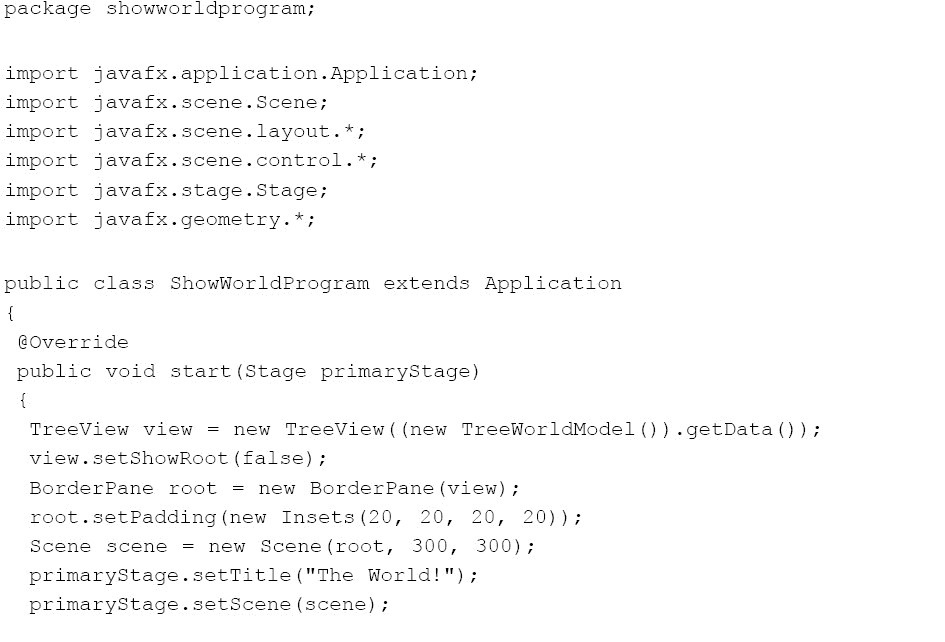 package showworldprogram;
import javafx.application.Application;
import javafx.scene.Scene;
import javafx.scene.layout.*;
import javafx.scene.control.*;
import javafx.stage.Stage;
import javafx.geometry.*;
public class ShowWorldProgram extends Application
{
@Override
public void start(Stage primaryStage)
{
TreeView view = new TreeView((new TreeWorldModel()).getData());
view.setShowRoot(false);
BorderPane root = new BorderPane(view);
root.setPadding(new Insets(20, 20, 20, 20));
Scene scene = new Scene(root, 300, 300);
primaryStage.setTitle("The World!");
primaryStage.setScene(scene);